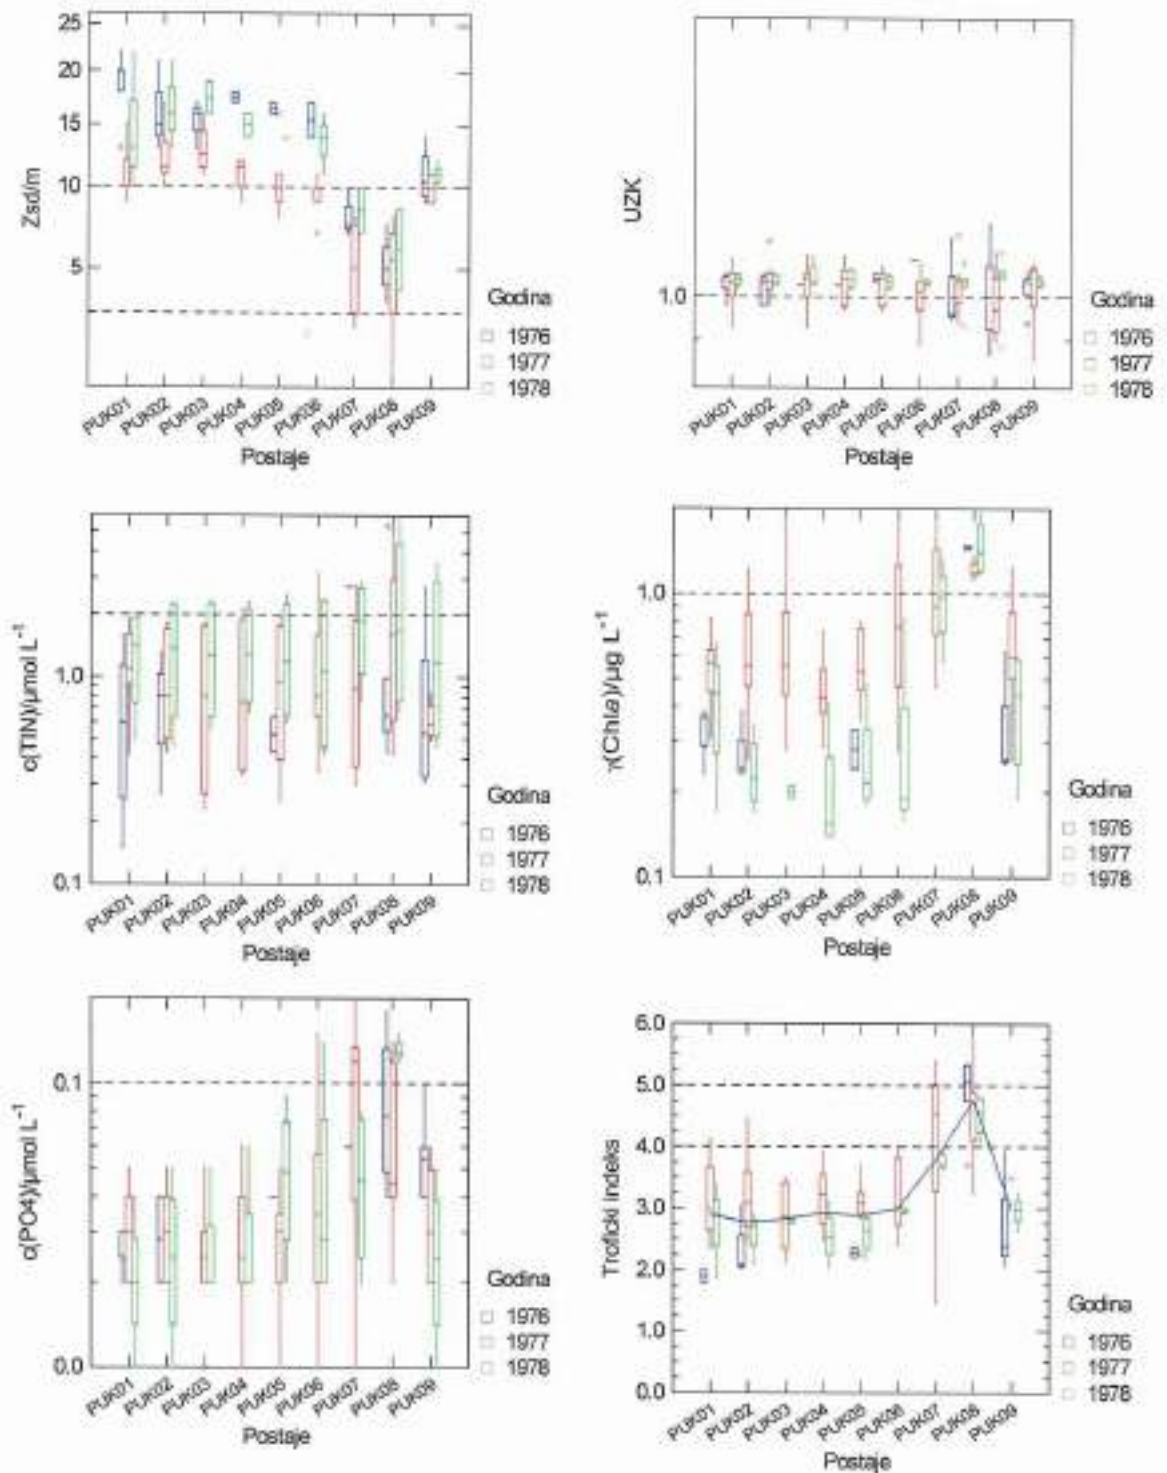 Zsd/m
25
20
15
10
5
PUK01 PUK02 PUK03 PUK04 PUK05 PUK06 PUK07 PUK08 PUK09
Postaje
Godina
1976
1977
1978
UZK
1.0
PUK01 PUK02 PUK03 PUK04 PUK05 PUK06 PUK07 PUK08 PUK09
Postaje
Godina
1976
1977
1978
c(TIN)/µmol L⁻¹
1.0
0.1
PUK01 PUK02 PUK03 PUK04 PUK05 PUK06 PUK07 PUK08 PUK09
Postaje
Godina
1976
1977
1978
γ(Chla)/µg L⁻¹
1.0
0.1
PUK01 PUK02 PUK03 PUK04 PUK05 PUK06 PUK07 PUK08 PUK09
Postaje
Godina
1976
1977
1978
c(PO4)/µmol L⁻¹
0.1
0.0
PUK01 PUK02 PUK03 PUK04 PUK05 PUK06 PUK07 PUK08 PUK09
Postaje
Godina
1976
1977
1978
Troficki indeks
6.0
5.0
4.0
3.0
2.0
1.0
0.0
PUK01 PUK02 PUK03 PUK04 PUK05 PUK06 PUK07 PUK08 PUK09
Postaje
Godina
1976
1977
1978